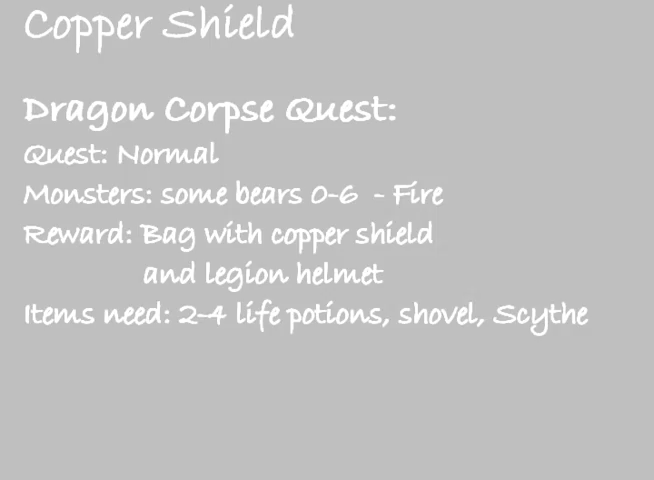 Copper Shield
Dragon Corpse Quest:
Quest: Normal
Monsters: some bears 0-6 - Fire
Reward: Bag with copper shield
and legion helmet
Items need: 2-4 life potions, shovel, Scythe